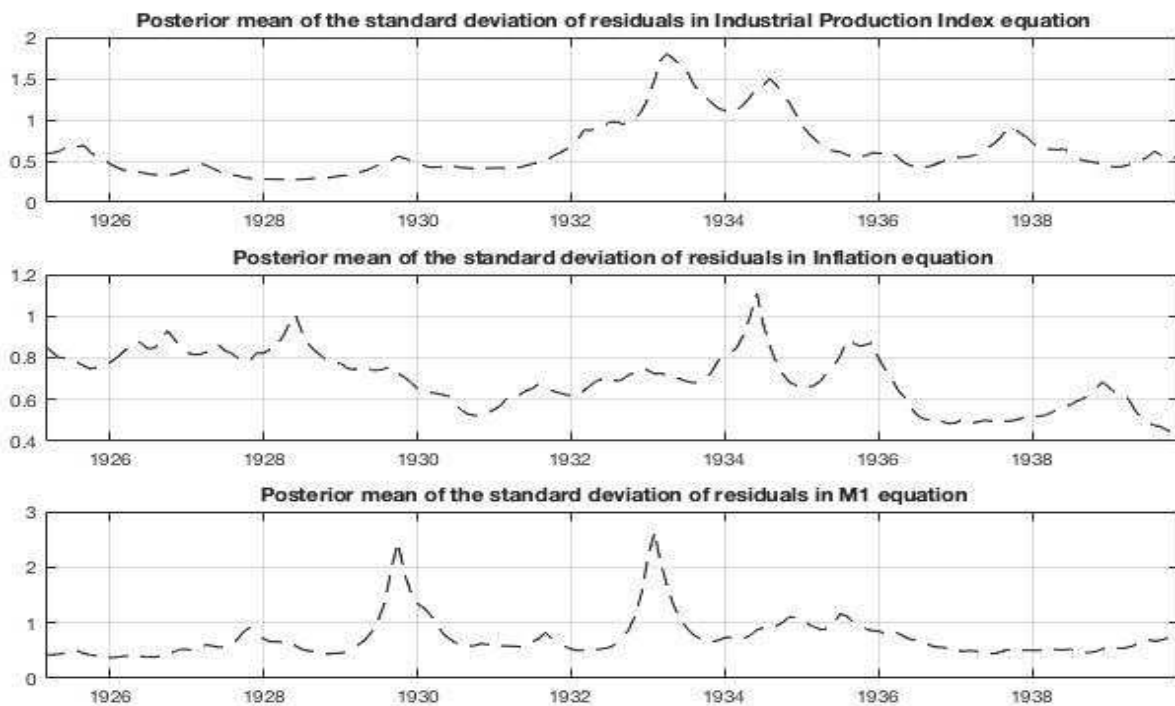 Posterior mean of the standard deviation of residuals in Industrial Production Index equation
2
1.5
1
0.5
0
1926 1928 1930 1932 1934 1936 1938
Posterior mean of the standard deviation of residuals in Inflation equation
1.2
1
0.8
0.6
0.4
1926 1928 1930 1932 1934 1936 1938
Posterior mean of the standard deviation of residuals in M1 equation
3
2
1
0
1926 1928 1930 1932 1934 1936 1938